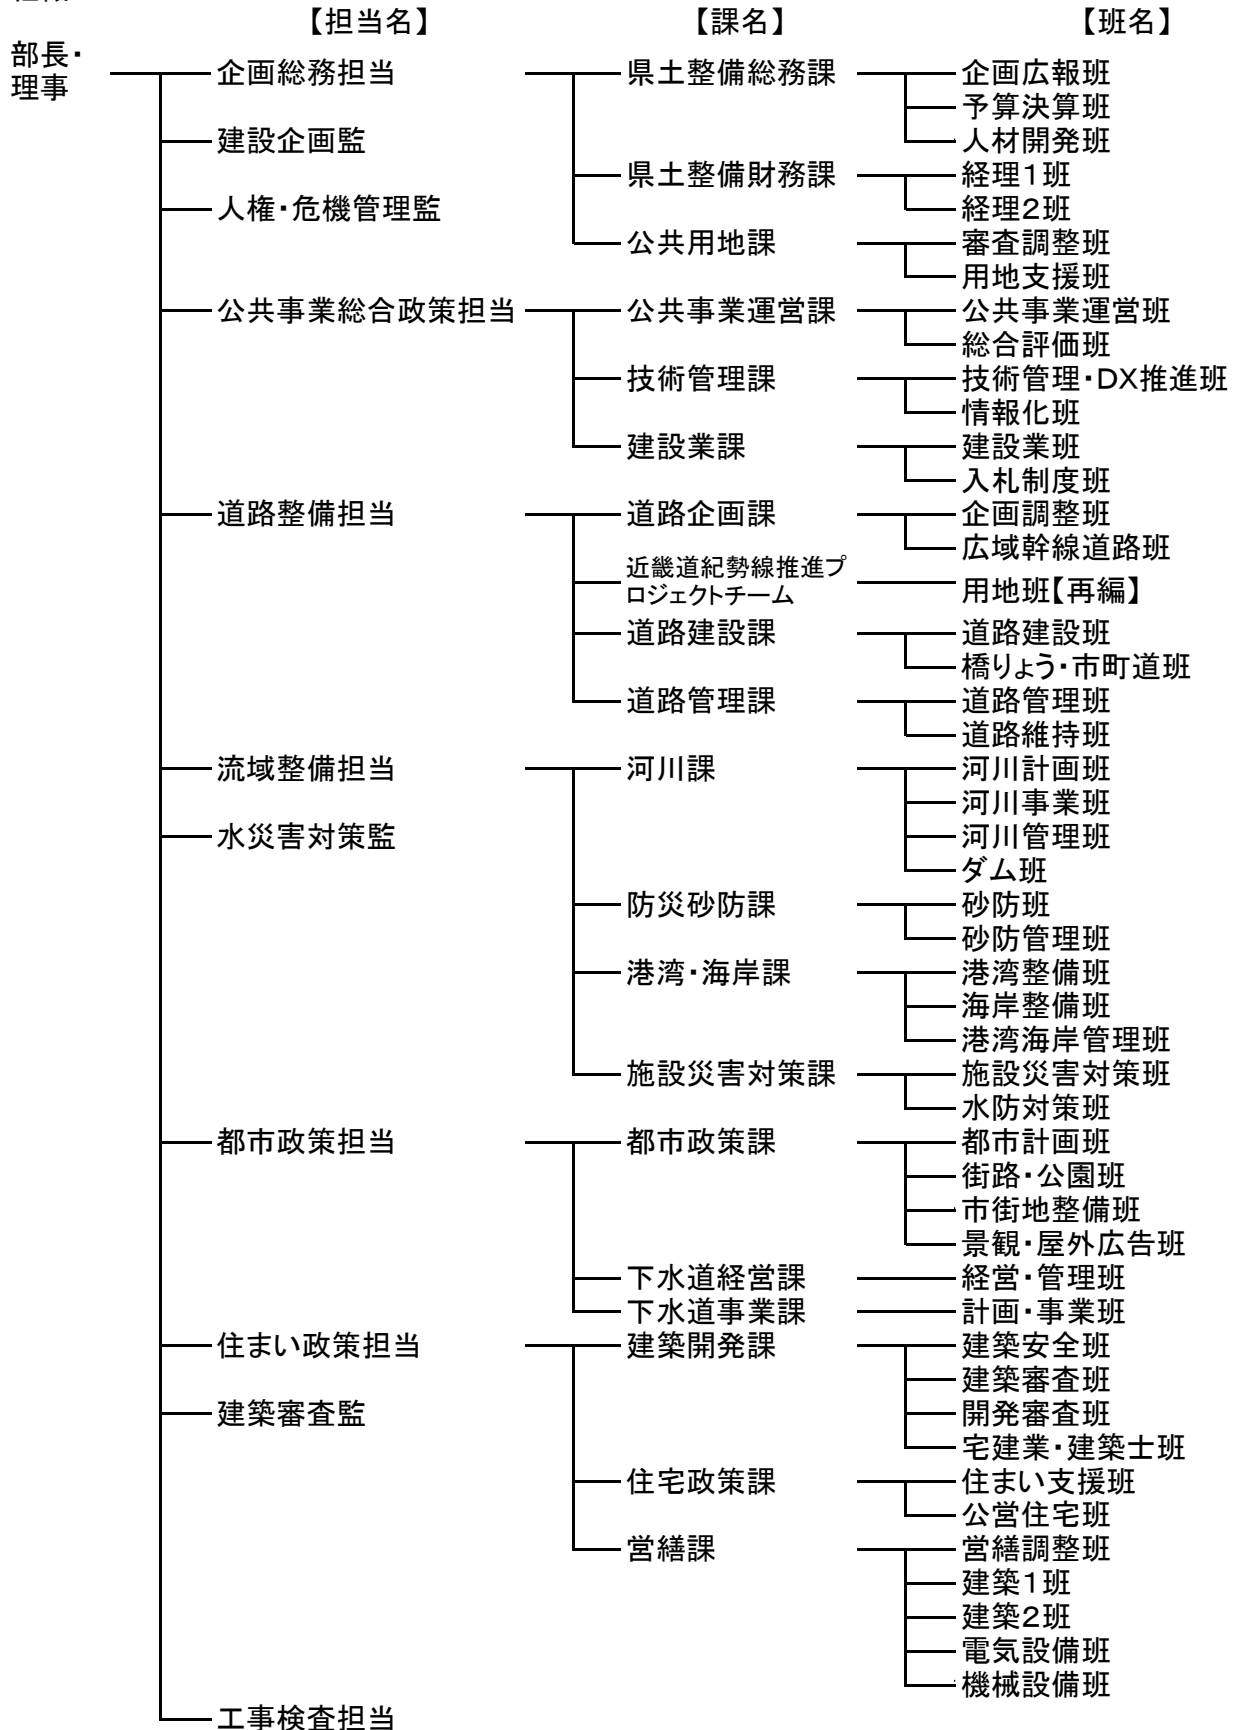 【担当名】 【課名】 【班名】
部長・
理事
企画総務担当 県土整備総務課 企画広報班
予算決算班
建設企画監 人材開発班
県土整備財務課 経理1班
人権・危機管理監 経理2班
公共用地課 審査調整班
用地支援班
公共事業総合政策担当 公共事業運営課 公共事業運営班
総合評価班
技術管理課 技術管理・DX推進班
情報化班
建設業課 建設業班
入札制度班
道路整備担当 道路企画課 企画調整班
広域幹線道路班
近畿道紀勢線推進プ
ロジェクトチーム 用地班【再編】
道路建設課 道路建設班
橋りょう・市町道班
道路管理課 道路管理班
道路維持班
流域整備担当 河川課 河川計画班
河川事業班
水災害対策監 河川管理班
ダム班
防災砂防課 砂防班
砂防管理班
港湾・海岸課 港湾整備班
海岸整備班
港湾海岸管理班
施設災害対策課 施設災害対策班
水防対策班
都市政策担当 都市政策課 都市計画班
街路・公園班
市街地整備班
景観・屋外広告班
下水道経営課 経営・管理班
下水道事業課 計画・事業班
住まい政策担当 建築開発課 建築安全班
建築審査班
建築審査監 開発審査班
宅建業・建築士班
住宅政策課 住まい支援班
公営住宅班
営繕課 営繕調整班
建築1班
建築2班
電気設備班
機械設備班
工事検査担当